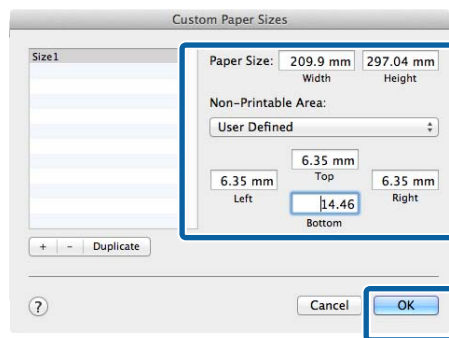 Custom Paper Sizes
Size1
Paper Size: 209.9 mm 297.04 mm
Width Height
Non-Printable Area:
User Defined
6.35 mm
Top
6.35 mm 6.35 mm
Left Right
14.46
Bottom
+ - Duplicate
? Cancel OK